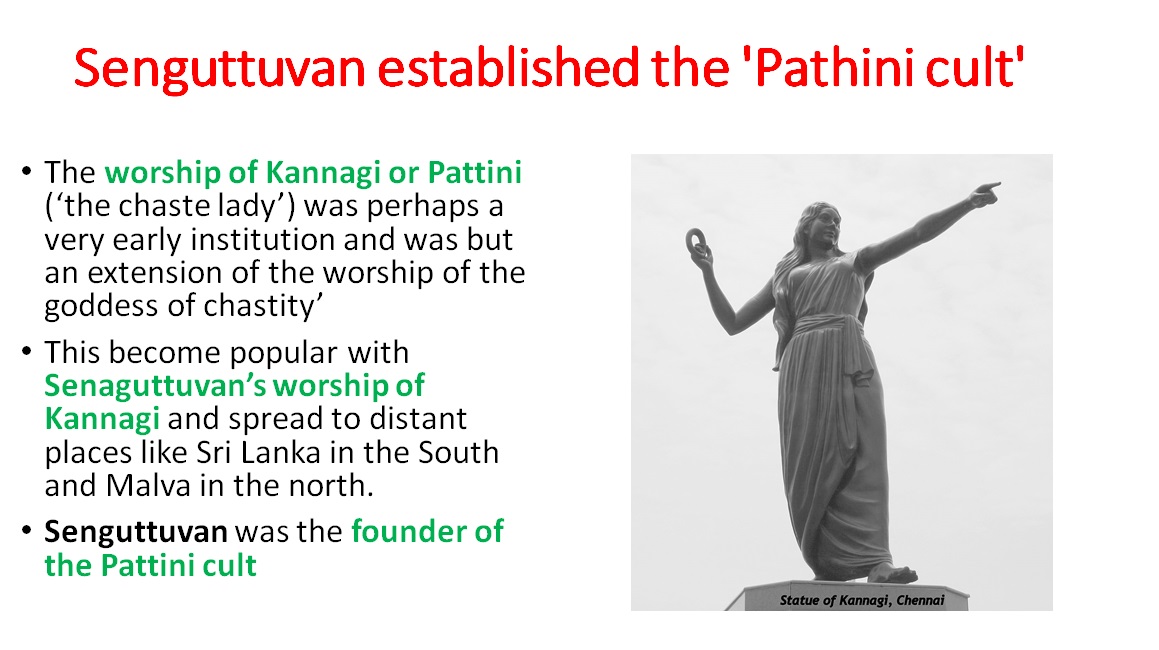 Senguttuvan established the 'Pathini cult'
• The worship of Kannagi or Pattini
(‘the chaste lady’) was perhaps a
very early institution and was but
an extension of the worship of the
goddess of chastity’
• This become popular with
Senaguttuvan’s worship of
Kannagi and spread to distant
places like Sri Lanka in the South
and Malva in the north.
• Senguttuvan was the founder of
the Pattini cult
Statue of Kannagi, Chennai